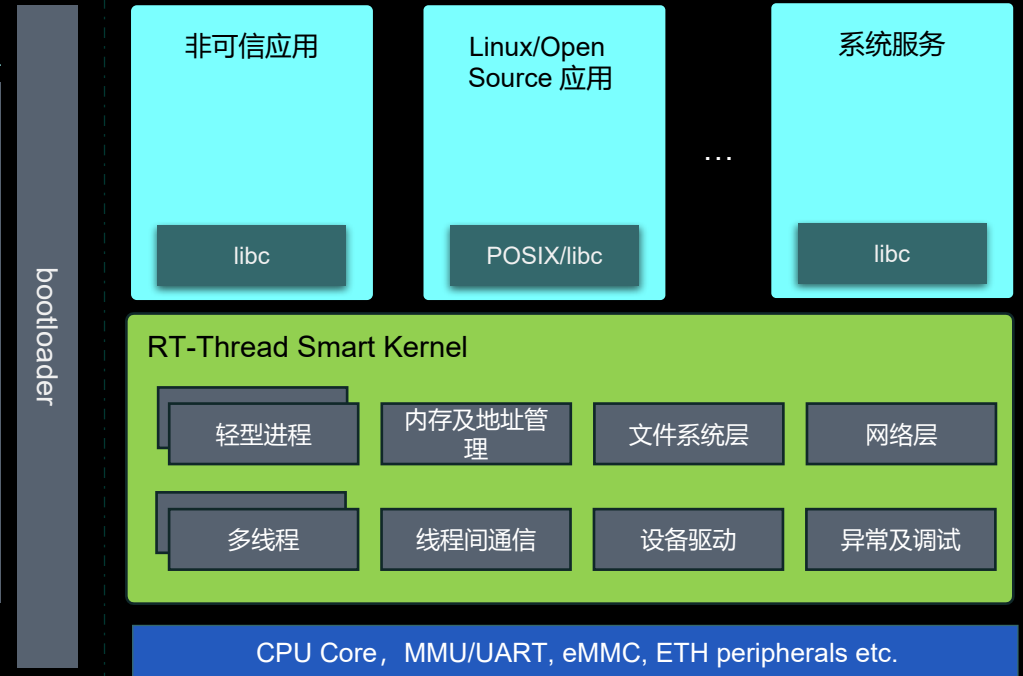 bootloader
非可信应用
Linux/Open
Source 应用
系统服务
…
libc
POSIX/libc
libc
RT-Thread Smart Kernel
轻型进程
内存及地址管
理
文件系统层
网络层
多线程
线程间通信
设备驱动
异常及调试
CPU Core，MMU/UART, eMMC, ETH peripherals etc.